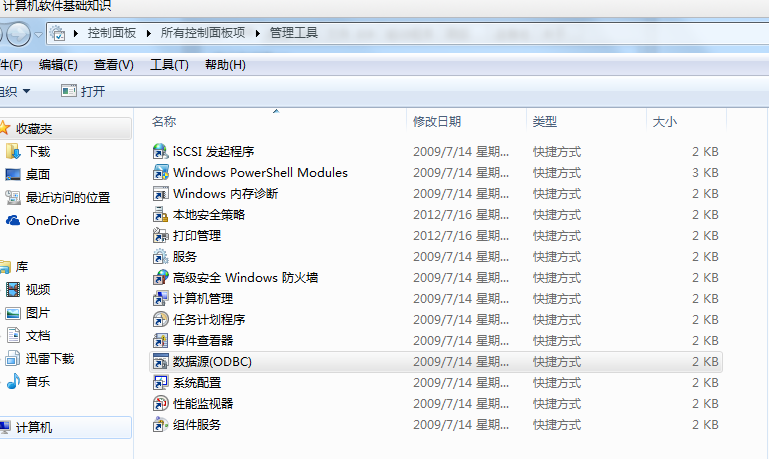 计算机软件基础知识
控制面板 所有控制面板项 管理工具
件(F) 编辑(E) 查看(V) 工具(T) 帮助(H)
组织 打开
名称 修改日期 类型 大小
收藏夹
下载
桌面
最近访问的位置
OneDrive
库
视频
图片
文档
迅雷下载
音乐
计算机
iSCSI 发起程序 2009/7/14 星期... 快捷方式 2 KB
Windows PowerShell Modules 2009/7/14 星期... 快捷方式 3 KB
Windows 内存诊断 2009/7/14 星期... 快捷方式 2 KB
本地安全策略 2012/7/16 星期... 快捷方式 2 KB
打印管理 2012/7/16 星期... 快捷方式 2 KB
服务 2009/7/14 星期... 快捷方式 2 KB
高级安全 Windows 防火墙 2009/7/14 星期... 快捷方式 2 KB
计算机管理 2009/7/14 星期... 快捷方式 2 KB
任务计划程序 2009/7/14 星期... 快捷方式 2 KB
事件查看器 2009/7/14 星期... 快捷方式 2 KB
数据源(ODBC) 2009/7/14 星期... 快捷方式 2 KB
系统配置 2009/7/14 星期... 快捷方式 2 KB
性能监视器 2009/7/14 星期... 快捷方式 2 KB
组件服务 2009/7/14 星期... 快捷方式 2 KB